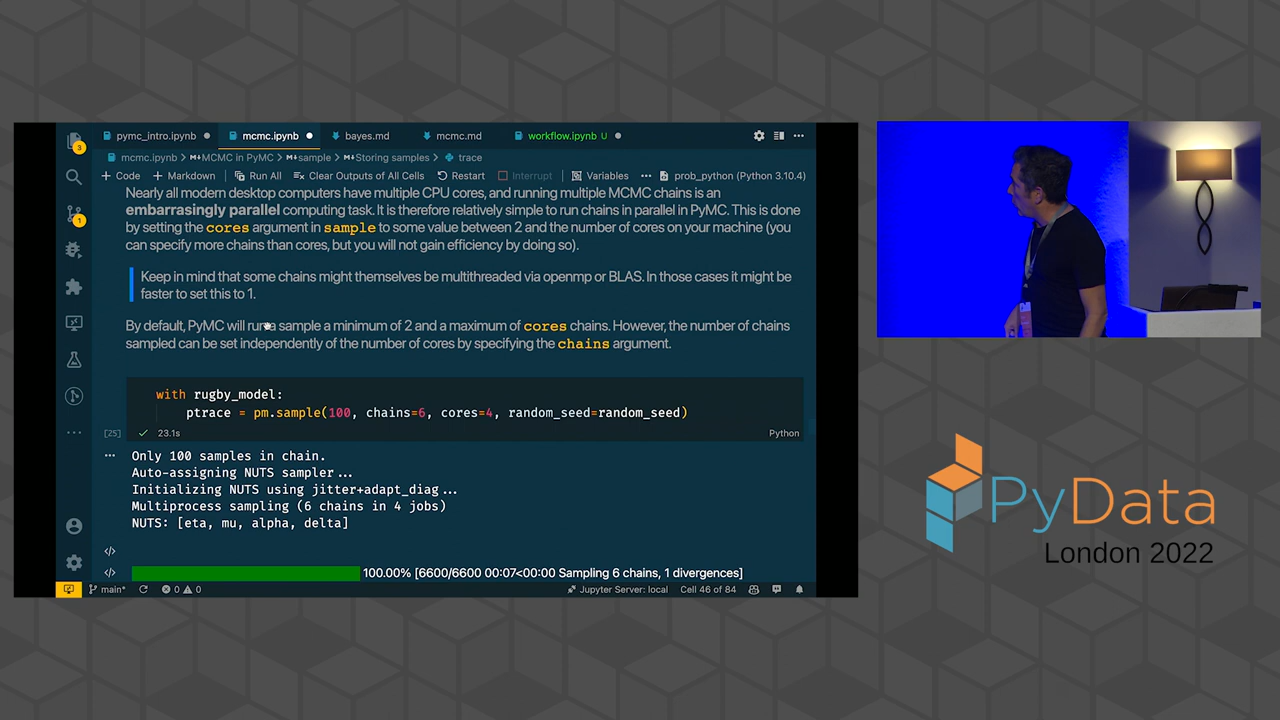 pymc_intro.ipynb
mcmc.ipynb
bayes.md
mcmc.md
workflow.ipynb U
mcmc.ipynb > MCMC in PyMC > sample > Storing samples > trace
+ Code + Markdown Run All Clear Outputs of All Cells Restart Interrupt Variables ... prob_python (Python 3.10.4)
Nearly all modern desktop computers have multiple CPU cores, and running multiple MCMC chains is an
embarrasingly parallel computing task. It is therefore relatively simple to run chains in parallel in PyMC. This is done
by setting the cores argument in sample to some value between 2 and the number of cores on your machine (you
can specify more chains than cores, but you will not gain efficiency by doing so).
Keep in mind that some chains might themselves be multithreaded via openmp or BLAS. In those cases it might be
faster to set this to 1.
By default, PyMC will run a sample a minimum of 2 and a maximum of cores chains. However, the number of chains
sampled can be set independently of the number of cores by specifying the chains argument.
with rugby_model:
ptrace = pm.sample(100, chains=6, cores=4, random_seed=random_seed)
[25] 23.1s Python
Only 100 samples in chain.
Auto-assigning NUTS sampler...
Initializing NUTS using jitter+adapt_diag...
Multiprocess sampling (6 chains in 4 jobs)
NUTS: [eta, mu, alpha, delta]
100.00% [6600/6600 00:07<00:00 Sampling 6 chains, 1 divergences]
main* 0 0 Jupyter Server: local Cell 46 of 84
3
1
PyData
London 2022